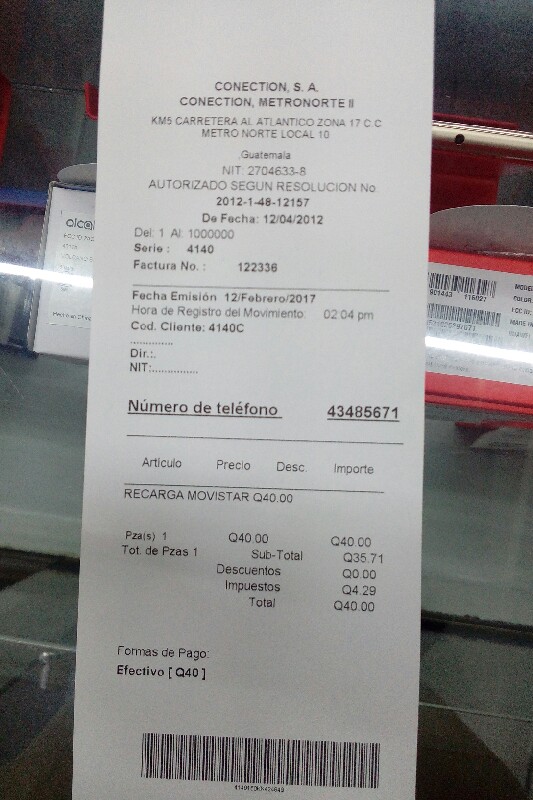 CONECTION, S. A.
CONECTION, METRONORTE II
KM5 CARRETERA AL ATLANTICO ZONA 17 C.C
METRO NORTE LOCAL 10
,Guatemala
NIT: 2704633-8
AUTORIZADO SEGUN RESOLUCION No
2012-1-48-12157
De Fecha: 12/04/2012
Del: 1 Al: 1000000
Serie : 4140
Factura No. : 122336
Fecha Emisión 12/Febrero/2017
Hora de Registro del Movimiento: 02:04 pm
Cod. Cliente: 4140C
..............
Dir.:.
NIT:...............
Número de teléfono 43485671
Artículo Precio Desc. Importe
RECARGA MOVISTAR Q40.00
Pza(s) 1 Q40.00 Q40.00
Tot. de Pzas 1 Sub-Total Q35.71
Descuentos Q0.00
Impuestos Q4.29
Total Q40.00
Formas de Pago:
Efectivo [ Q40 ]
alcal
MODE
COLOR
MADE IN